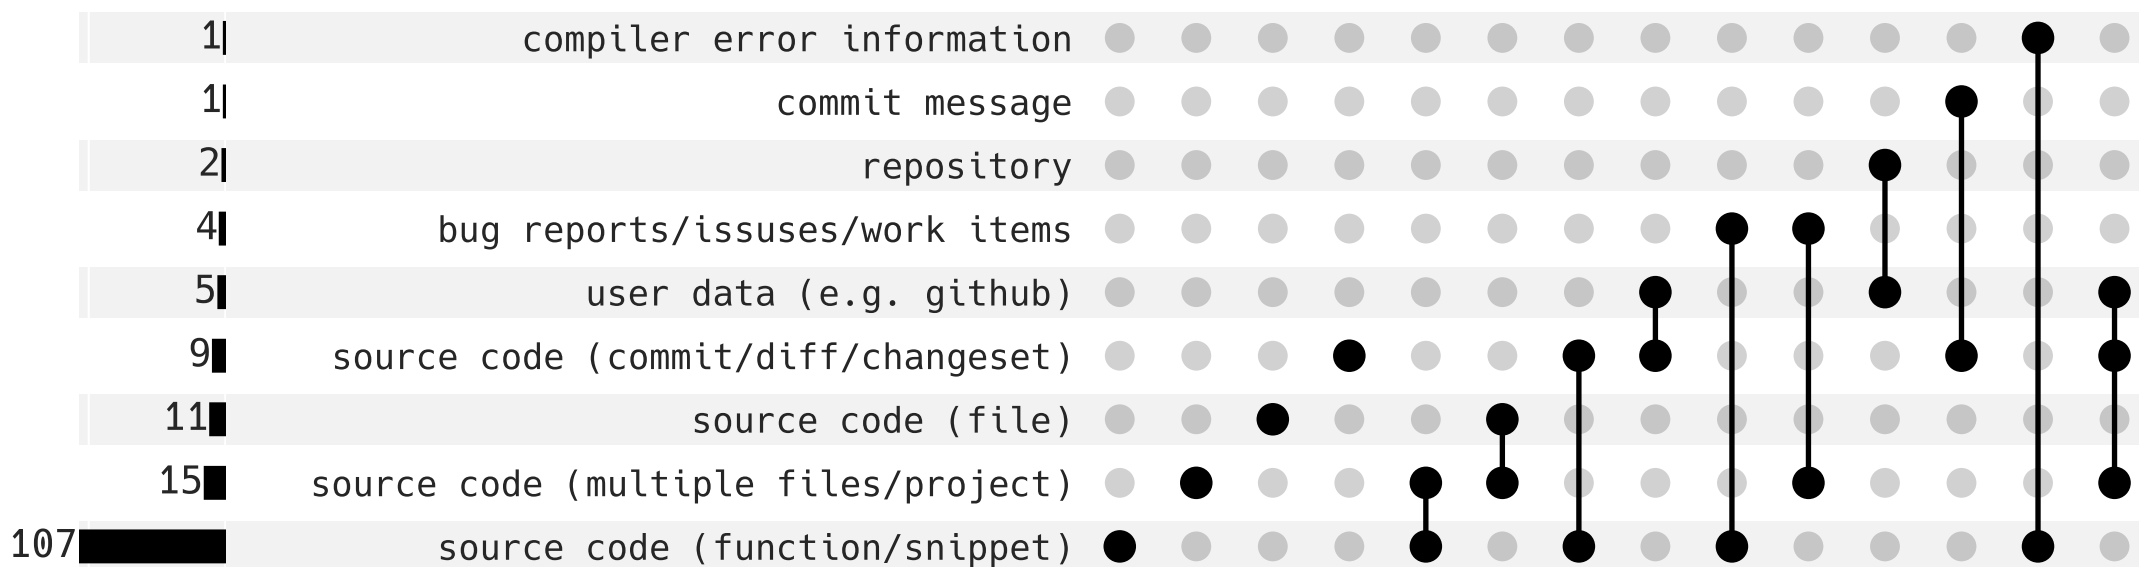 1 compiler error information
1 commit message
2 repository
4 bug reports/issuses/work items
5 user data (e.g. github)
9 source code (commit/diff/changeset)
11 source code (file)
15 source code (multiple files/project)
107 source code (function/snippet)